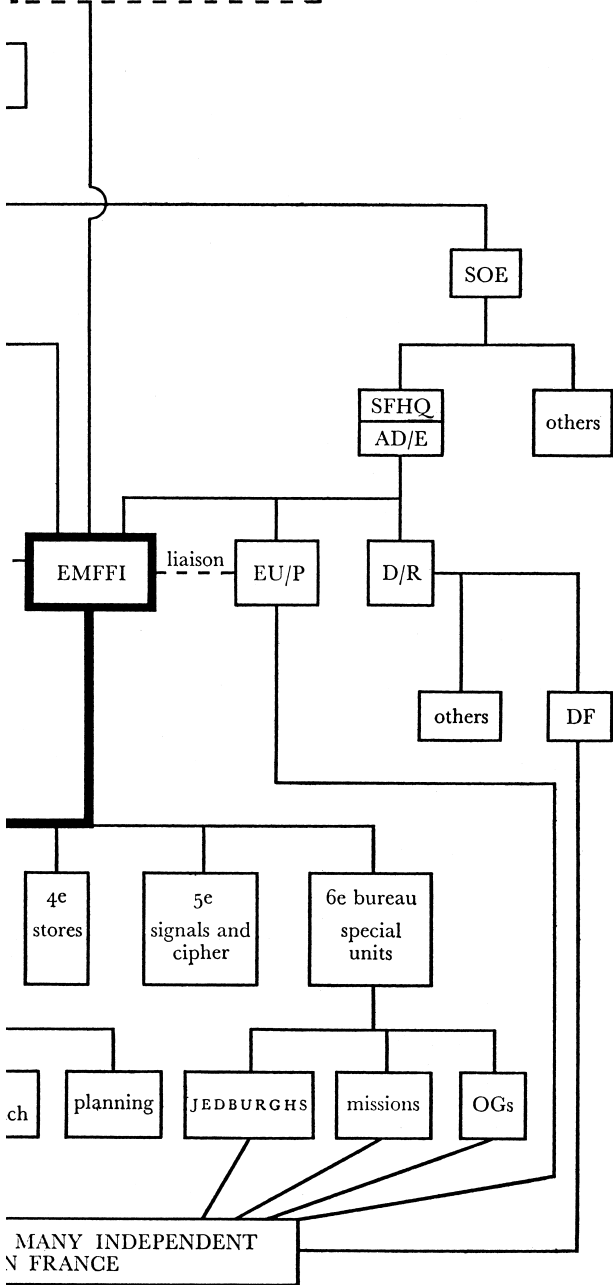 SOE
SFHQ
AD/E
others
EMFFI
liaison
EU/P
D/R
others
DF
4e
stores
5e
signals and
cipher
6e bureau
special
units
ch
planning
JEDBURGHS
missions
OGs
MANY INDEPENDENT
N FRANCE